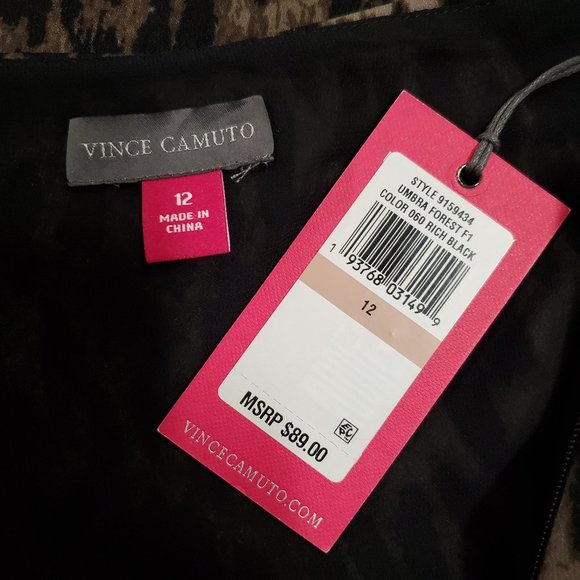 VINCE CAMUTO
12
MADE IN
CHINA
STYLE 9159434
UMBRA FOREST F1
COLOR 060 RICH BLACK
1 93768 03149 9
12
MSRP $89.00
VINCECAMUTO.COM